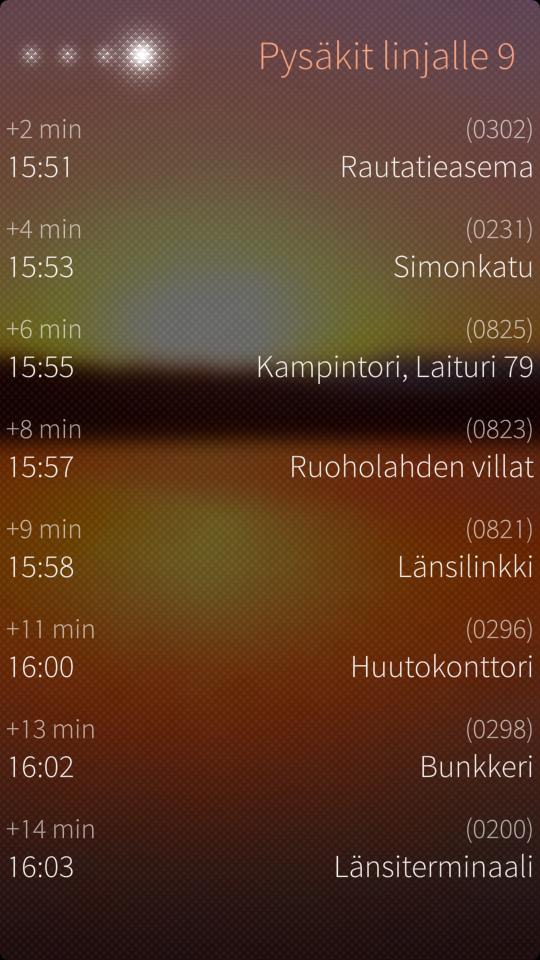 Pysäkit linjalle 9
+2 min (0302)
15:51 Rautatieasema
+4 min (0231)
15:53 Simonkatu
+6 min (0825)
15:55 Kampintori, Laituri 79
+8 min (0823)
15:57 Ruoholahden villat
+9 min (0821)
15:58 Länsilinkki
+11 min (0296)
16:00 Huutokonttori
+13 min (0298)
16:02 Bunkkeri
+14 min (0200)
16:03 Länsiterminaali